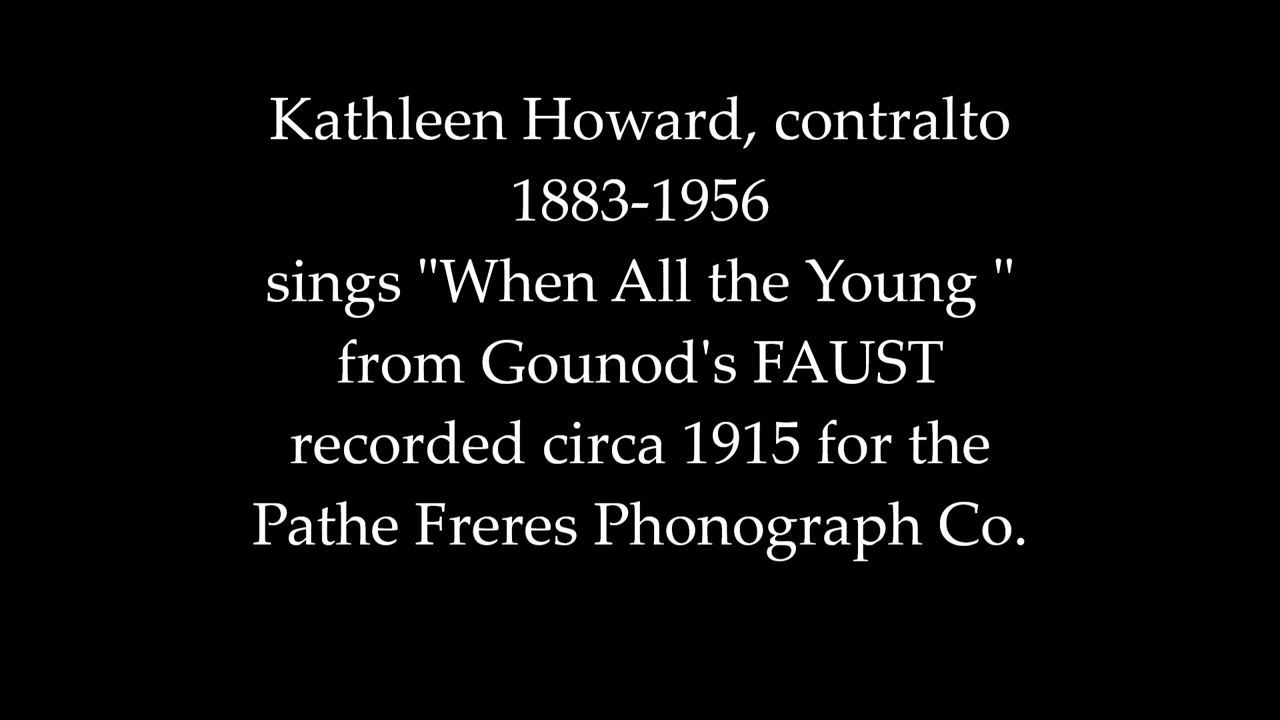 Kathleen Howard, contralto
1883-1956
sings "When All the Young "
from Gounod's FAUST
recorded circa 1915 for the
Pathe Freres Phonograph Co.